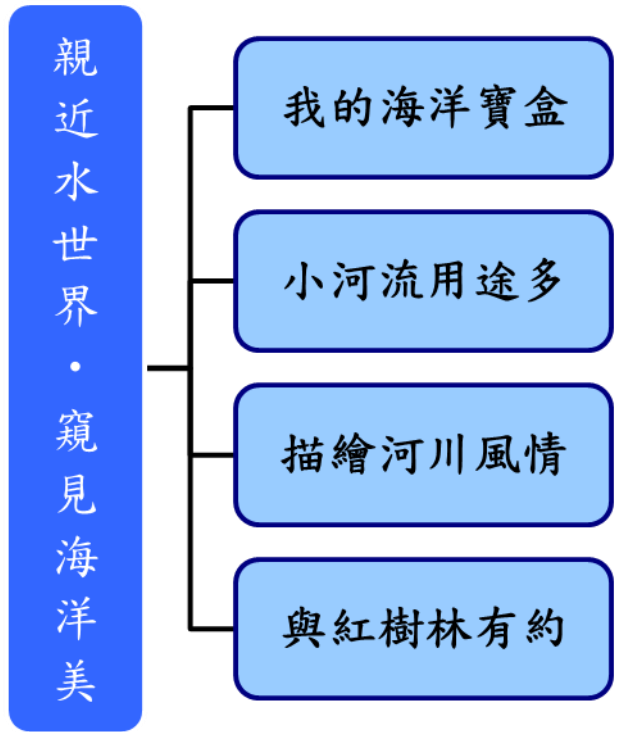 親近水世界・窺見海洋美
我的海洋寶盒
小河流用途多
描繪河川風情
與紅樹林有約